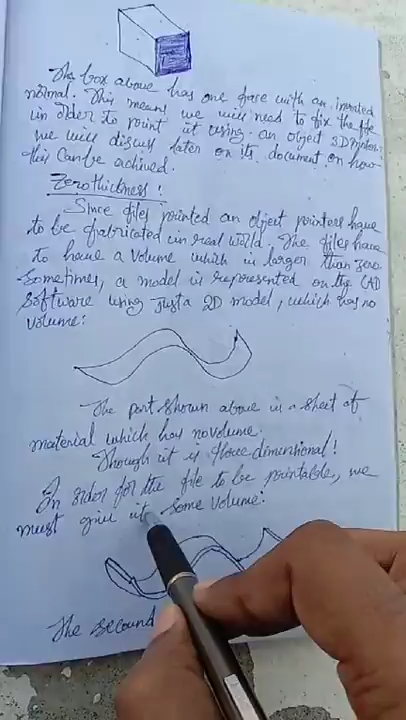 The box above has one face with an inverted
normal. This means we will need to fix the file
in order to print it using an object 3D Printer.
we will discuss later on its document on how
this can be achived.
Zero thickness!
Since files printed an object printers have
to be fabricated in real world, The files have
to have a volume which is larger than zero
Sometimes, a model is represented on the CAD
Software using Just a 2D model, which has no
volume:
The part shown above is a sheet of
material which has no volume.
Though it is three dimentional!
In order for the file to be printable, we
must give it some volume:
The second